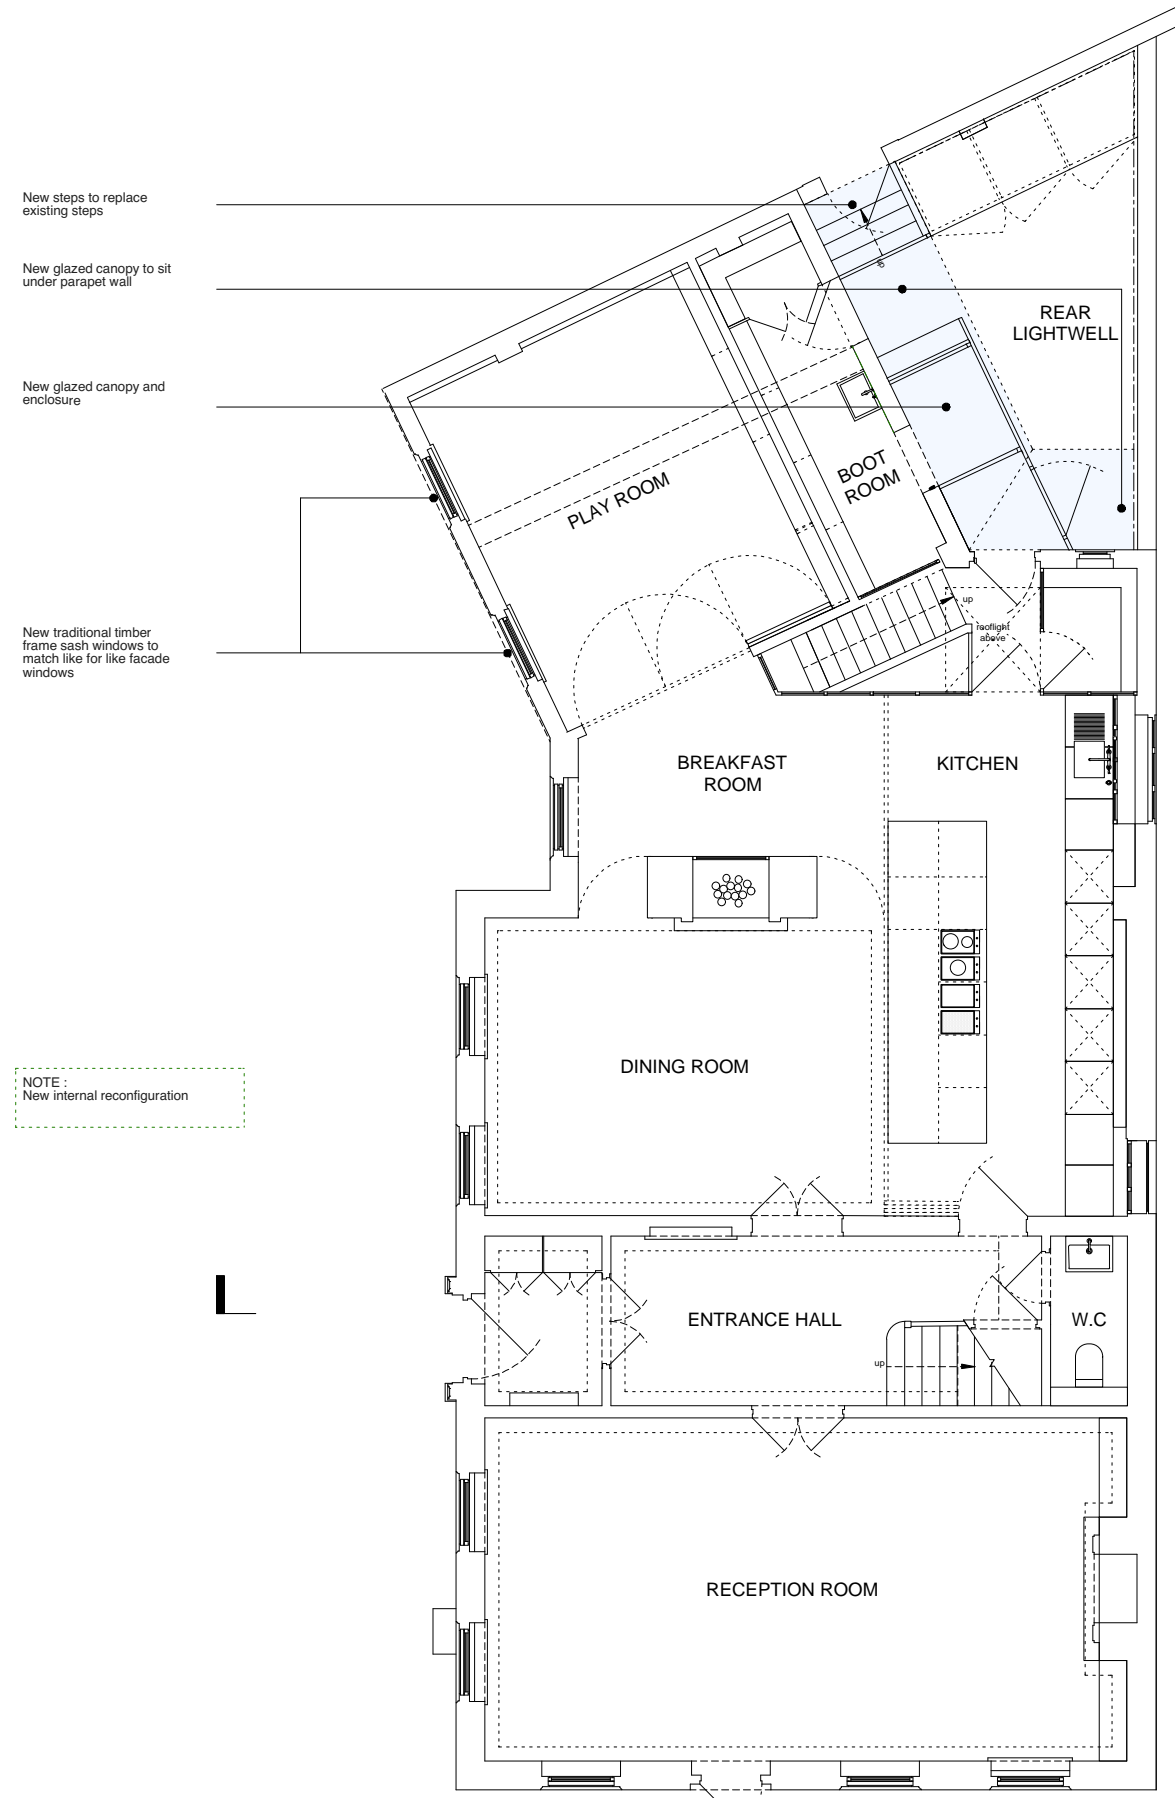 New steps to replace
existing steps
New glazed canopy to sit
under parapet wall
up
REAR
LIGHTWELL
New glazed canopy and
enclosure
BOOT
ROOM
PLAY ROOM
up
rooflight
above
New traditional timber
frame sash windows to
match like for like facade
windows
BREAKFAST
ROOM
KITCHEN
DINING ROOM
NOTE :
New internal reconfiguration
ENTRANCE HALL
W.C
up
RECEPTION ROOM